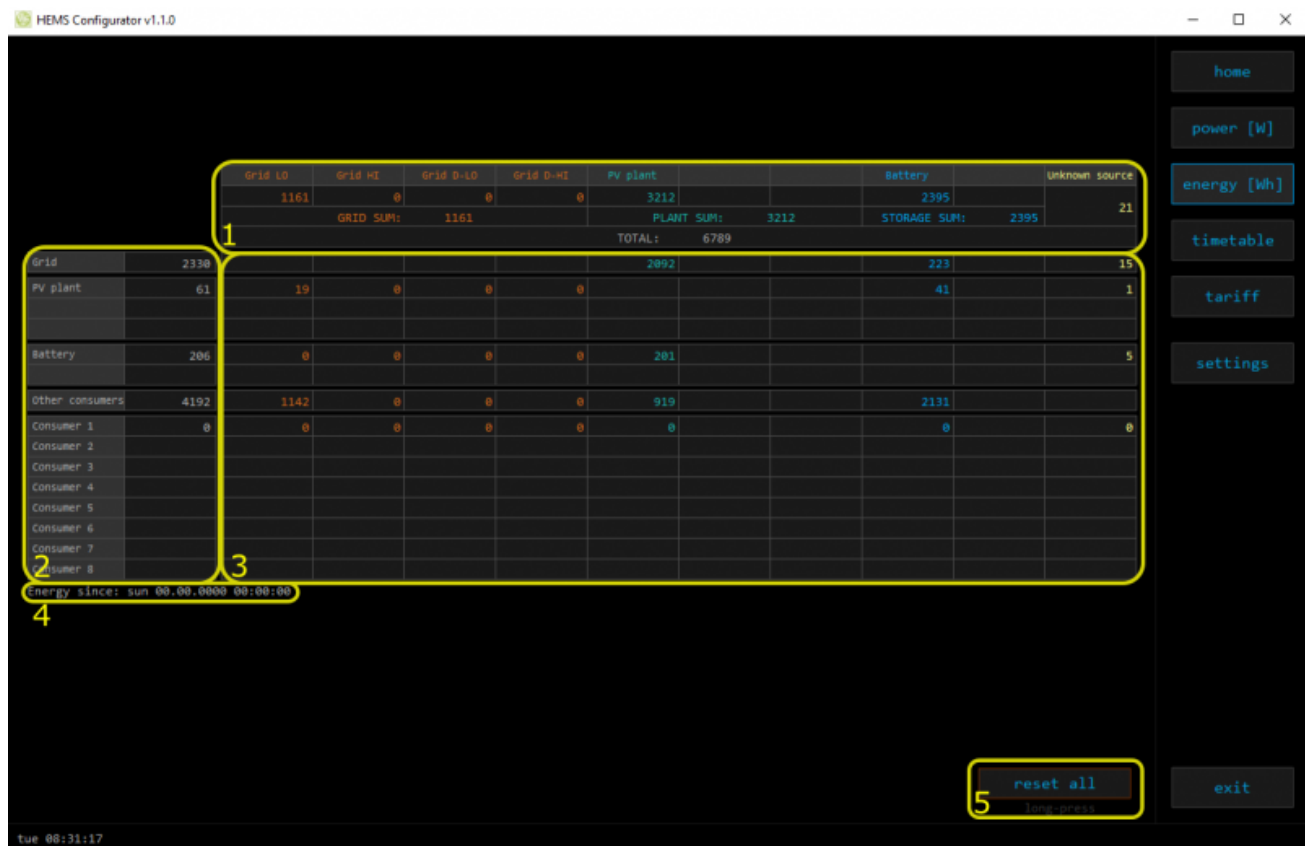 HEMS Configurator v1.1.0
home
power [W]
Grid LO Grid HI Grid D-LO Grid D-HI PV plant Battery Unknown source
energy [Wh]
1161 0 0 0 3212 2395
21
GRID SUM: 1161 PLANT SUM: 3212 STORAGE SUM: 2395
1
TOTAL: 6789
timetable
Grid 2330 2092 223 15
PV plant 61 19 0 0 0 41 1
tariff
Battery 206 0 0 0 0 201 5
settings
Other consumers 4192 1142 0 0 0 919 2131
Consumer 1 0 0 0 0 0 0 0 0
Consumer 2
Consumer 3
Consumer 4
Consumer 5
Consumer 6
Consumer 7
2 3
Consumer 8
Energy since: sun 00.00.0000 00:00:00
4
reset all
5
long-press
exit
tue 08:31:17